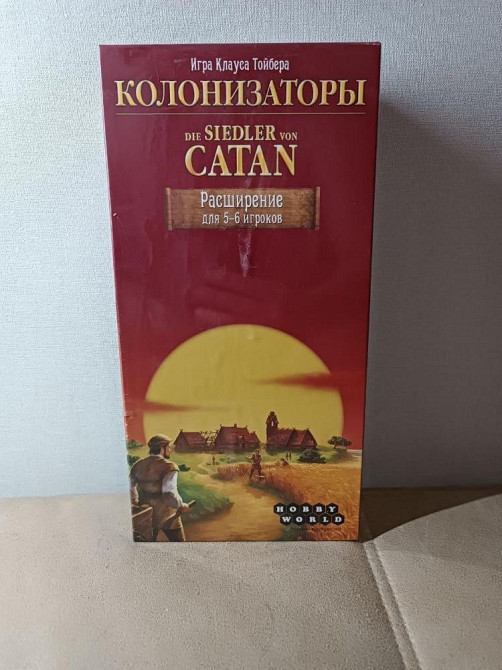 Игра Клауса Тойбера
КОЛОНИЗАТОРЫ
DIE SIEDLER VON
CATAN
Расширение
для 5-6 игроков
HOBBY
WORLD